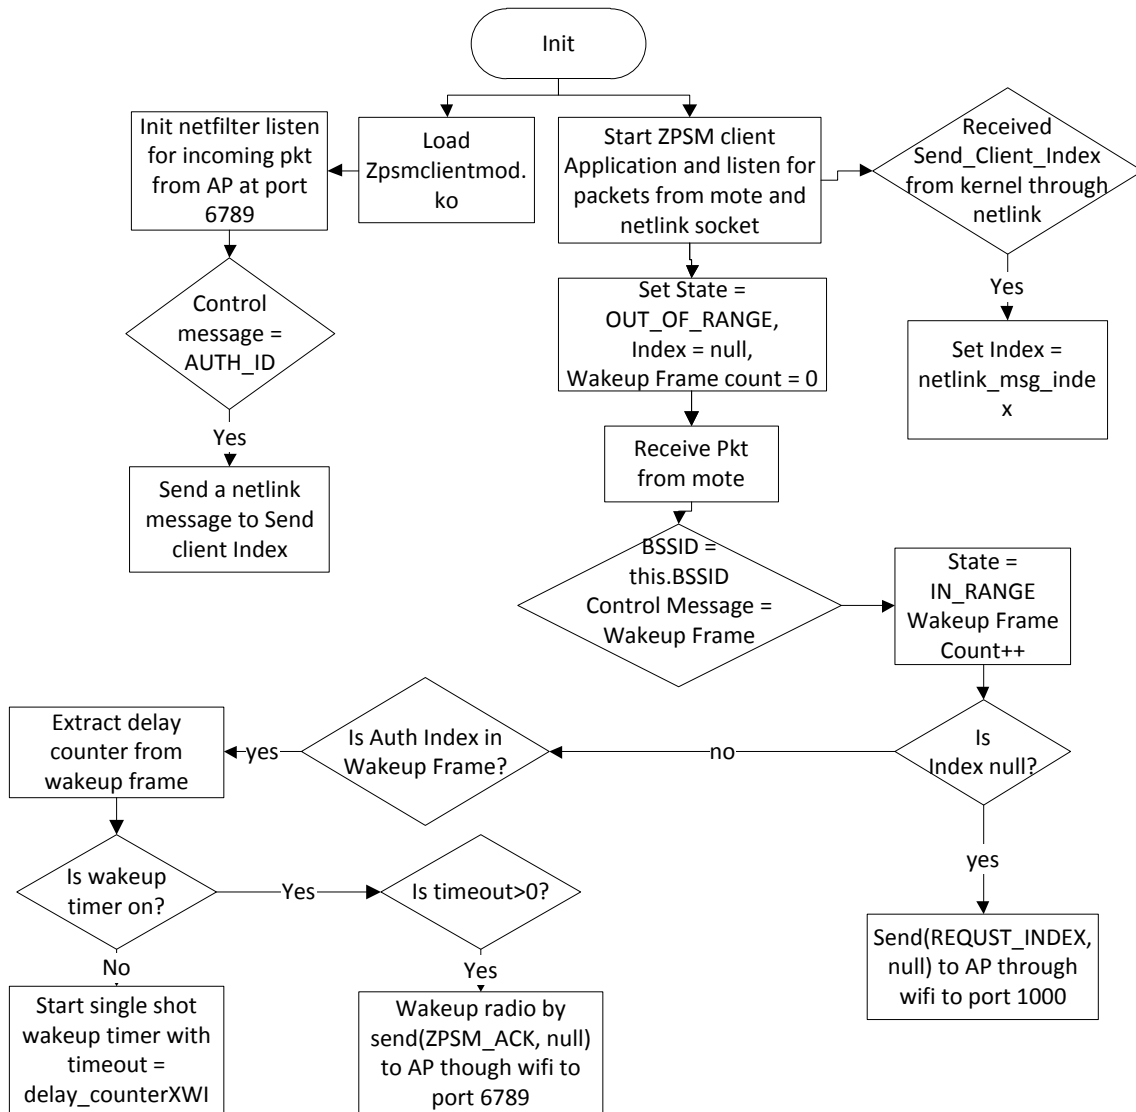 Init
Init netfilter listen
for incoming pkt
from AP at port
6789
Load
Zpsmclientmod.
ko
Start ZPSM client
Application and listen for
packets from mote and
netlink socket
Received
Send_Client_Index
from kernel through
netlink
Control
message =
AUTH_ID
Set State =
OUT_OF_RANGE,
Index = null,
Wakeup Frame count = 0
Yes
Set Index =
netlink_msg_inde
x
Yes
Send a netlink
message to Send
client Index
Receive Pkt
from mote
BSSID =
this.BSSID
Control Message =
Wakeup Frame
State =
IN_RANGE
Wakeup Frame
Count++
Extract delay
counter from
wakeup frame
yes
Is Auth Index in
Wakeup Frame?
no
Is
Index null?
Is wakeup
timer on?
Yes
Is timeout>0?
yes
No
Yes
Send(REQUST_INDEX,
null) to AP through
wifi to port 1000
Start single shot
wakeup timer with
timeout =
delay_counterXWI
Wakeup radio by
send(ZPSM_ACK, null)
to AP though wifi to
port 6789